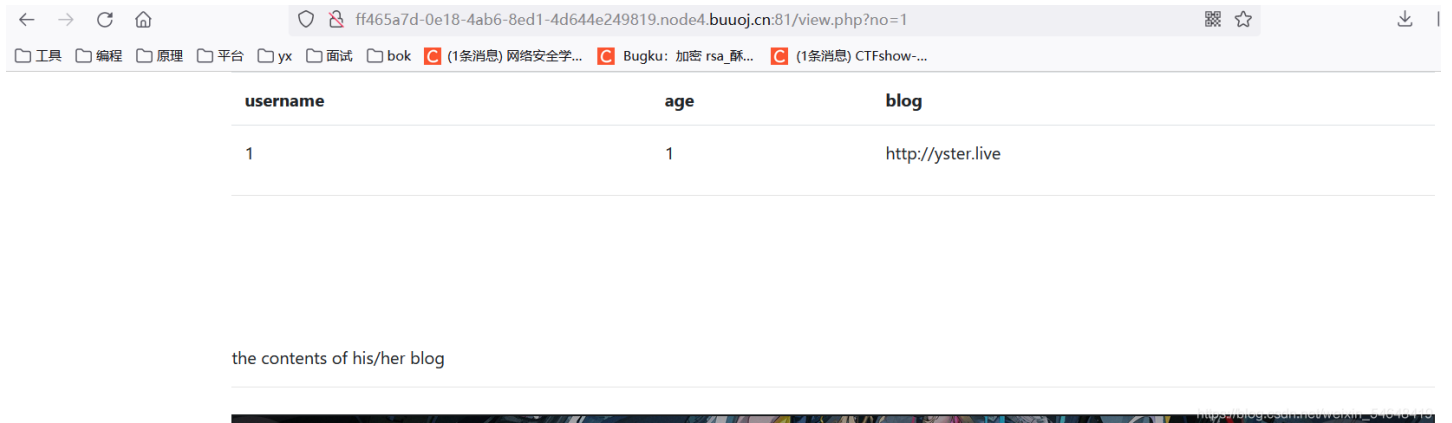 ff465a7d-0e18-4ab6-8ed1-4d644e249819.node4.buuoj.cn:81/view.php?no=1
工具 编程 原理 平台 yx 面试 bok C (1条消息) 网络安全学... C Bugku：加密 rsa_酥... C (1条消息) CTFshow-...
username age blog
1 1 http://yster.live
the contents of his/her blog